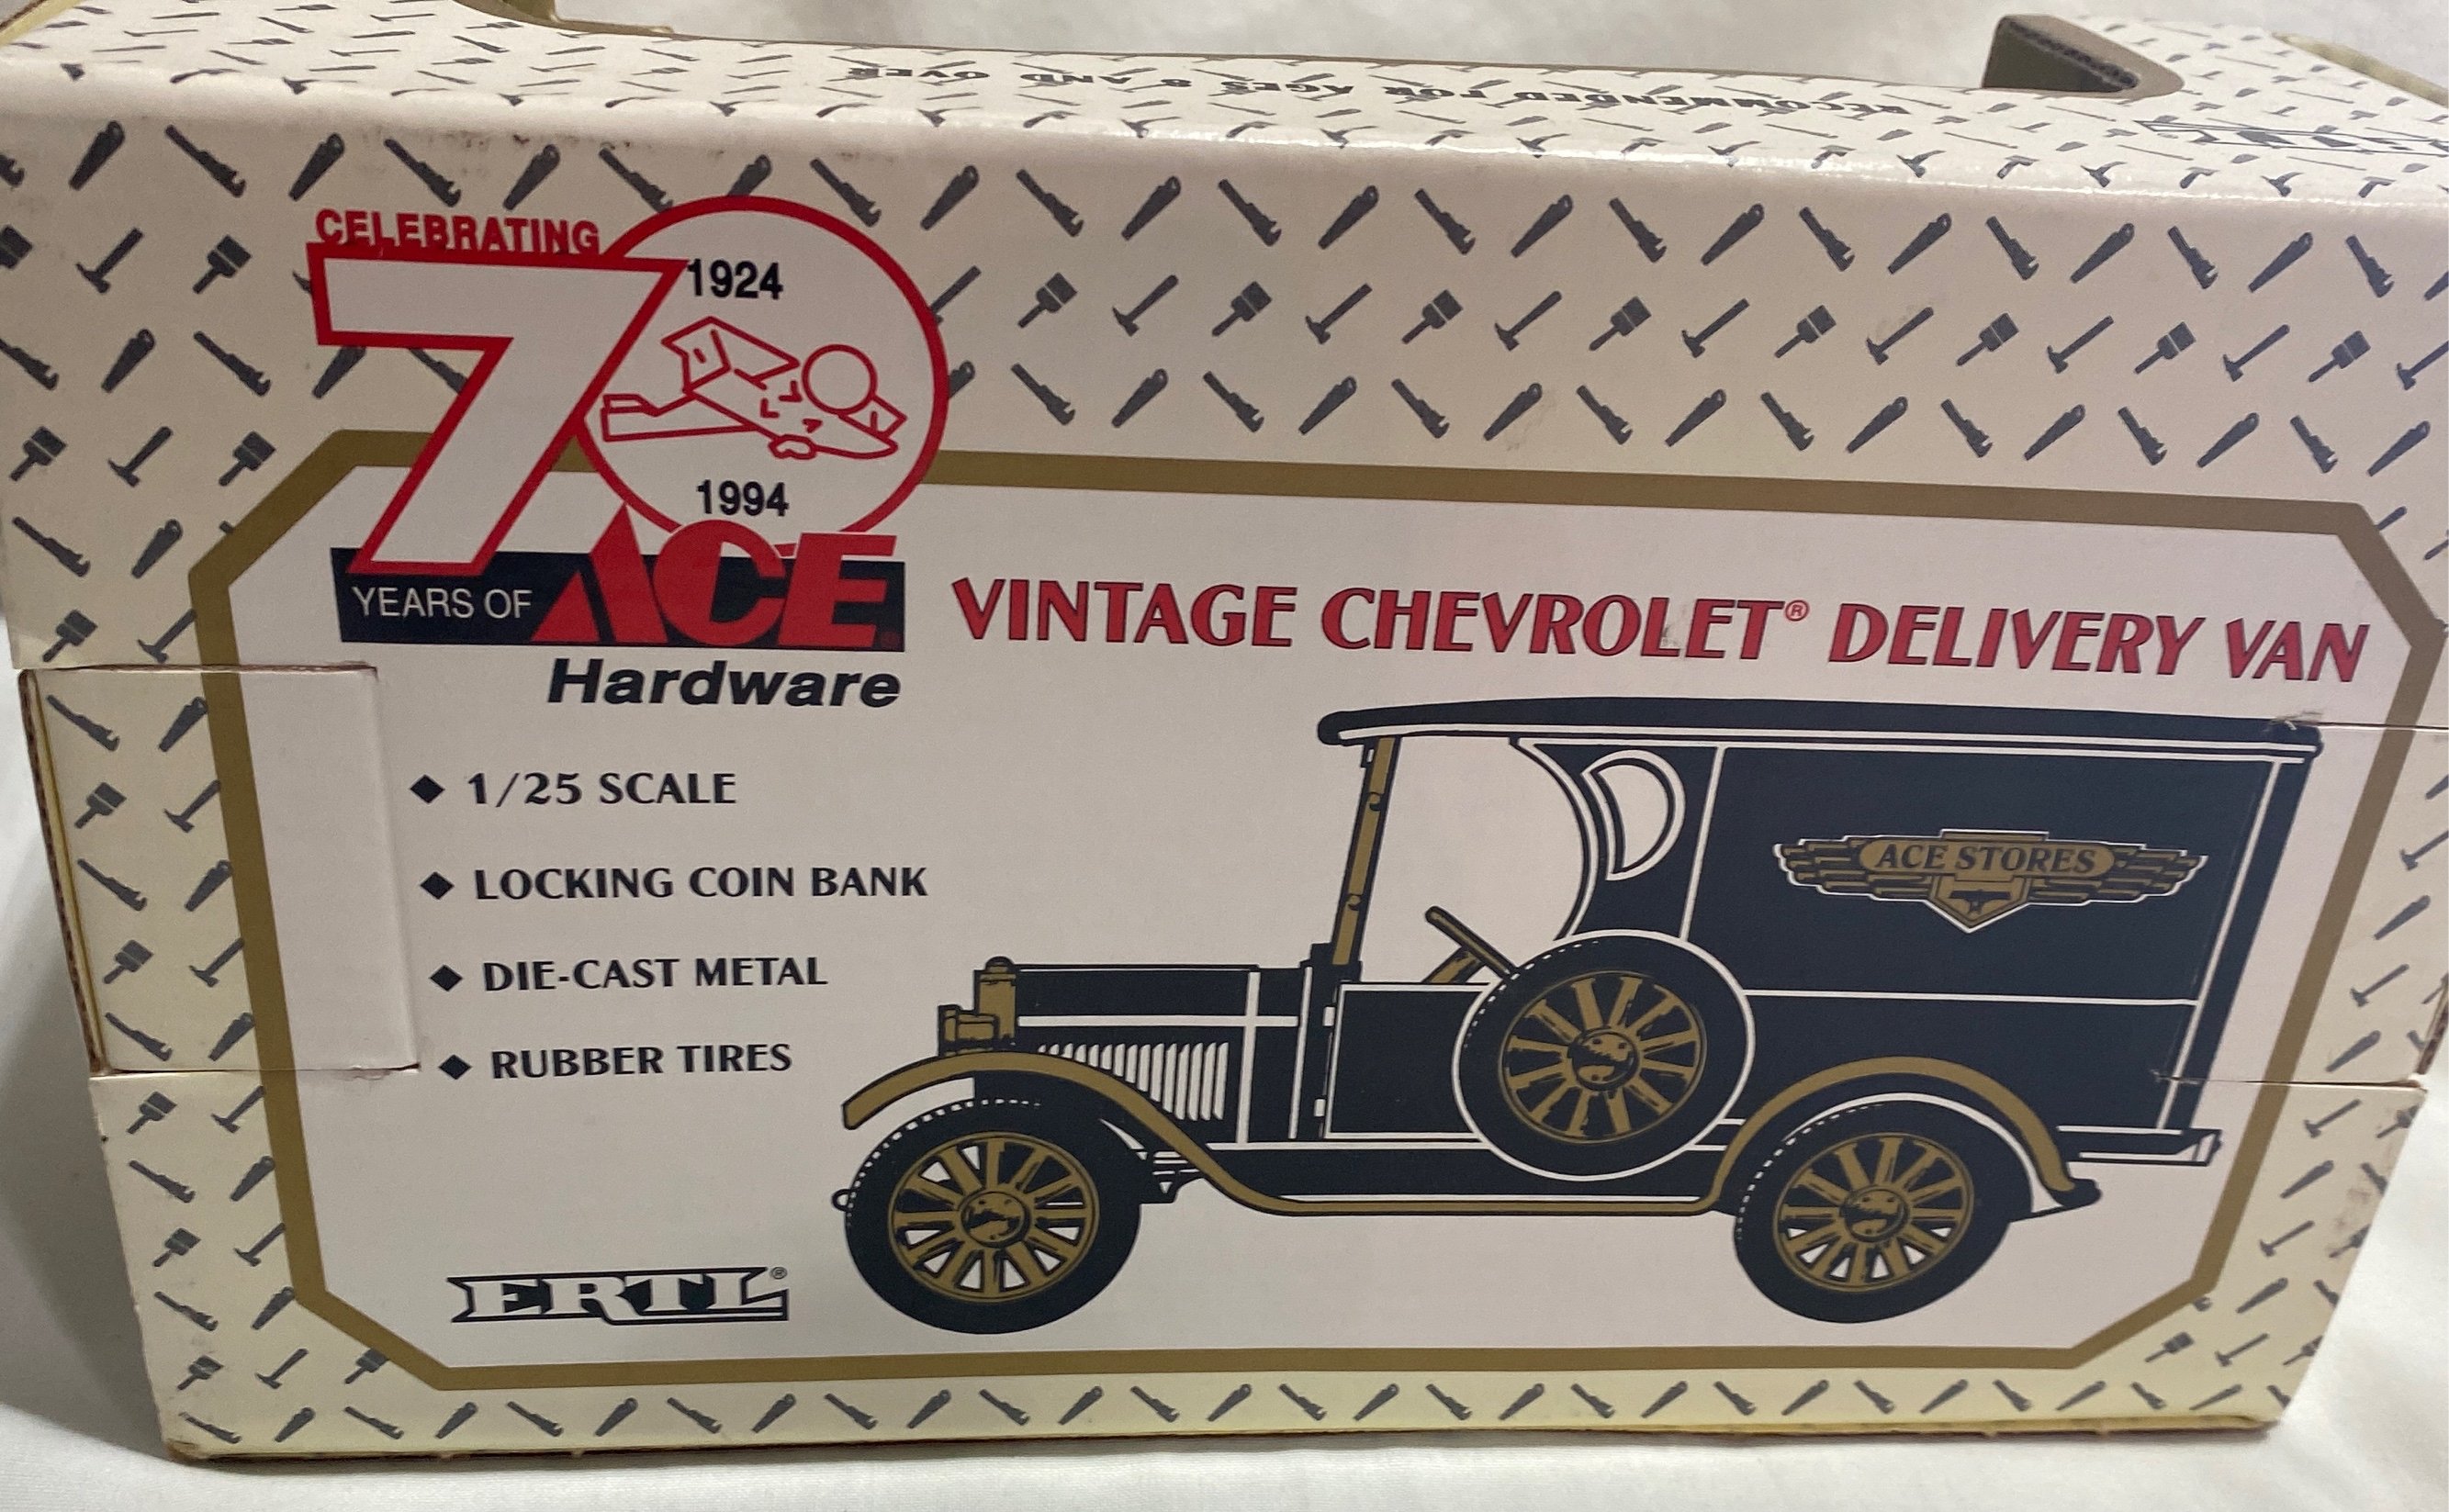 RECOMMENDED FOR AGES 8 AND OVER
ERTL
CELEBRATING
70
1924
1994
YEARS OF ACE®
Hardware
VINTAGE CHEVROLET® DELIVERY VAN
◆ 1/25 SCALE
◆ LOCKING COIN BANK
◆ DIE-CAST METAL
◆ RUBBER TIRES
ACE STORES
ERTL®